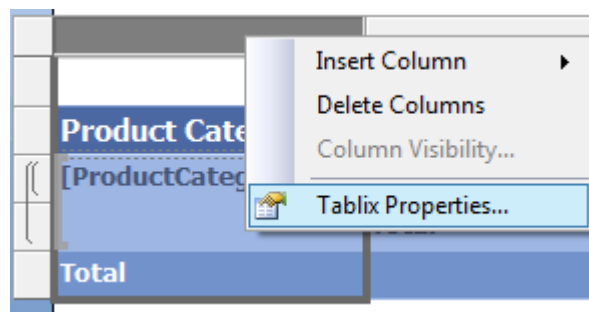 Insert Column
Delete Columns
Product Cate
Column Visibility...
[ProductCateg
Tablix Properties...
Total